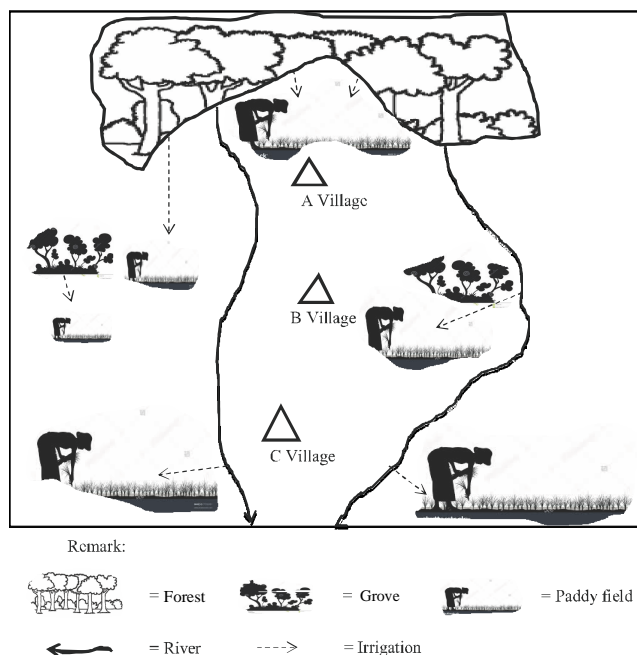 A Village
B Village
C Village
Remark:
= Forest = Grove = Paddy field
= River = Irrigation